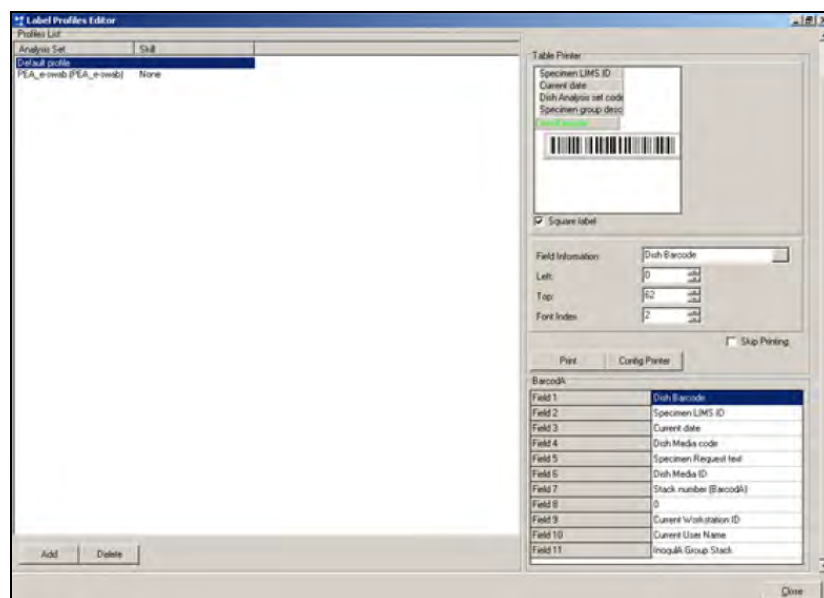 Label Profiles Editor
Profiles List
Analysis Set Skill
Default profile
PEA_e-swab (PEA_e-swab) None
Table Printer
Specimen LIMS ID
Current date
Dish Analysis set code
Specimen group desc
Square label
Field Information: Dish Barcode
Left: 0
Top: 62
Font Index 2
Skip Printing
Print Config Printer
BarcodA
Field 1 Dish Barcode
Field 2 Specimen LIMS ID
Field 3 Current date
Field 4 Dish Media code
Field 5 Specimen Request text
Field 6 Dish Media ID
Field 7 Stack number (BarcodA)
Field 8 0
Field 9 Current Workstation ID
Field 10 Current User Name
Field 11 InoqulA Group Stack
Add Delete
Close